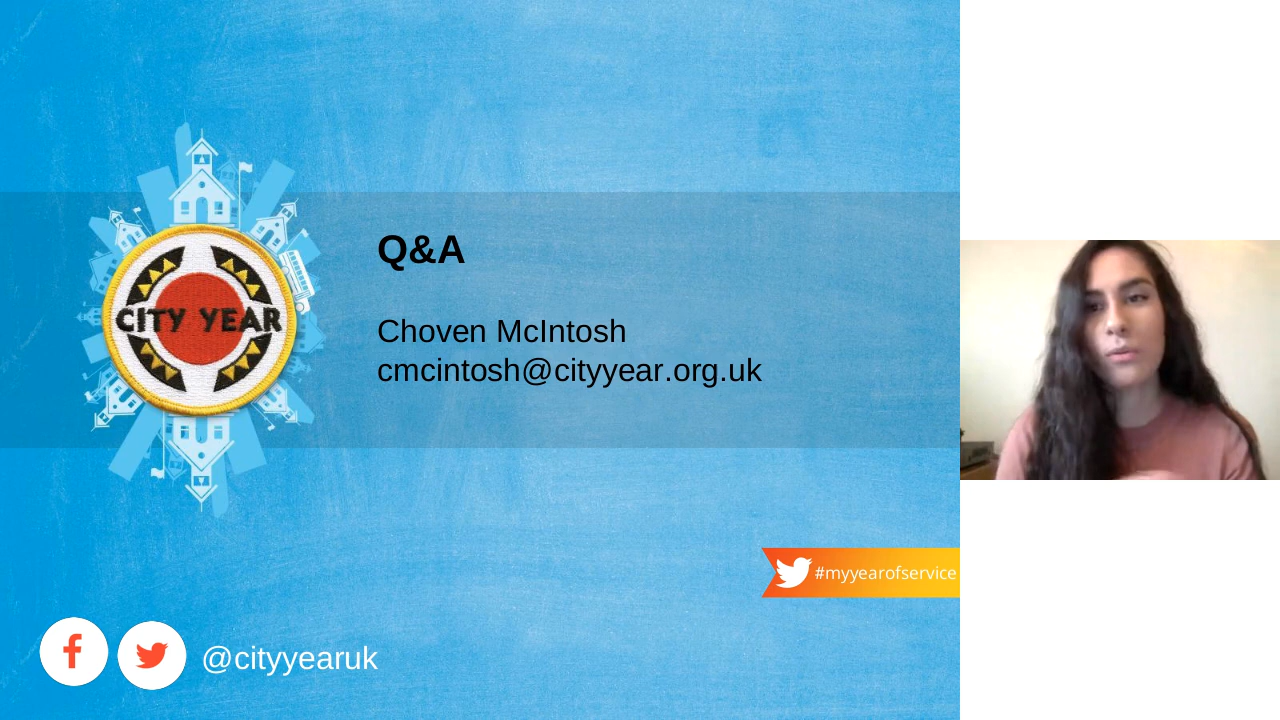 CITY YEAR
Q&A
Choven McIntosh
cmcintosh@cityyear.org.uk
#myyearofservice
@cityyearuk